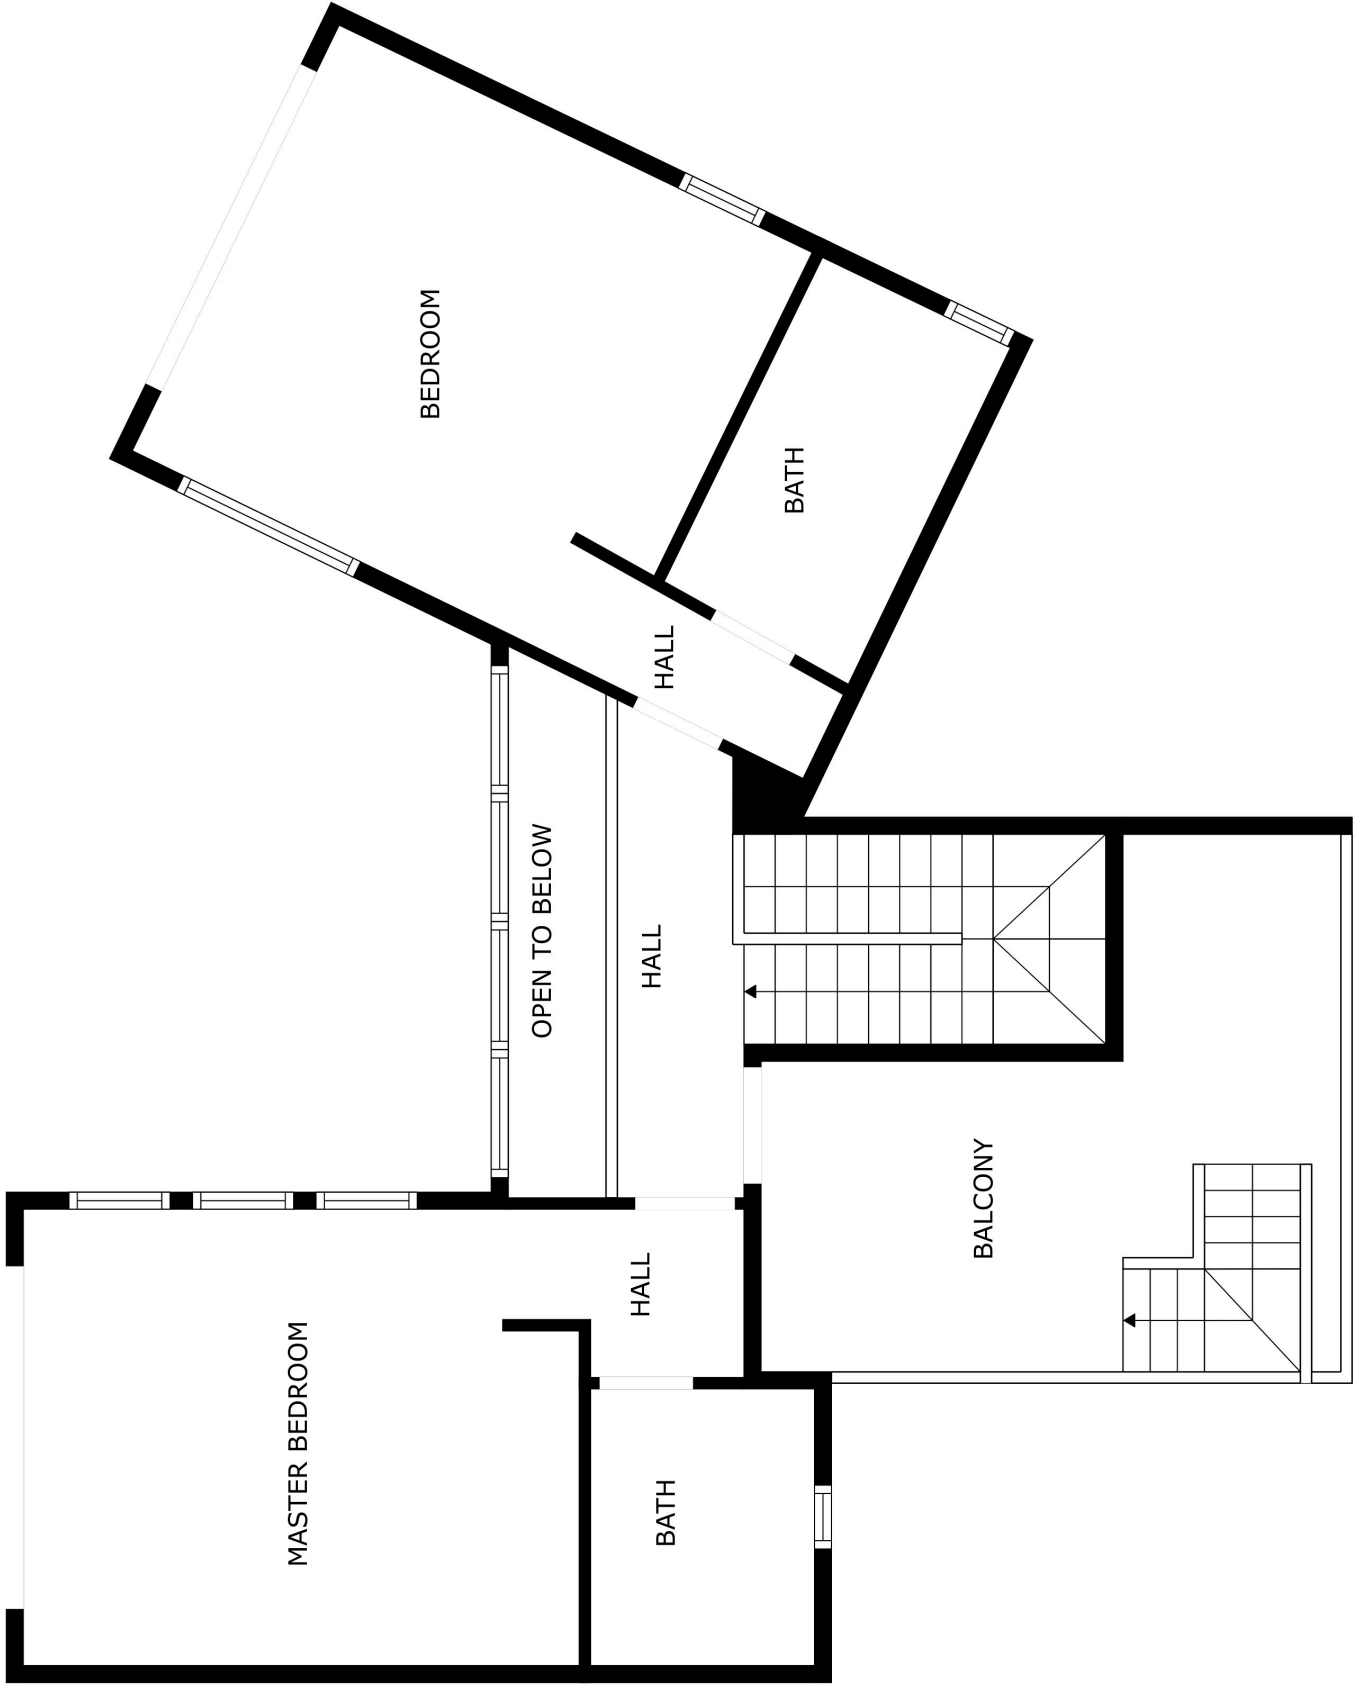 BEDROOM
BATH
HALL
OPEN TO BELOW
HALL
BALCONY
HALL
MASTER BEDROOM
BATH